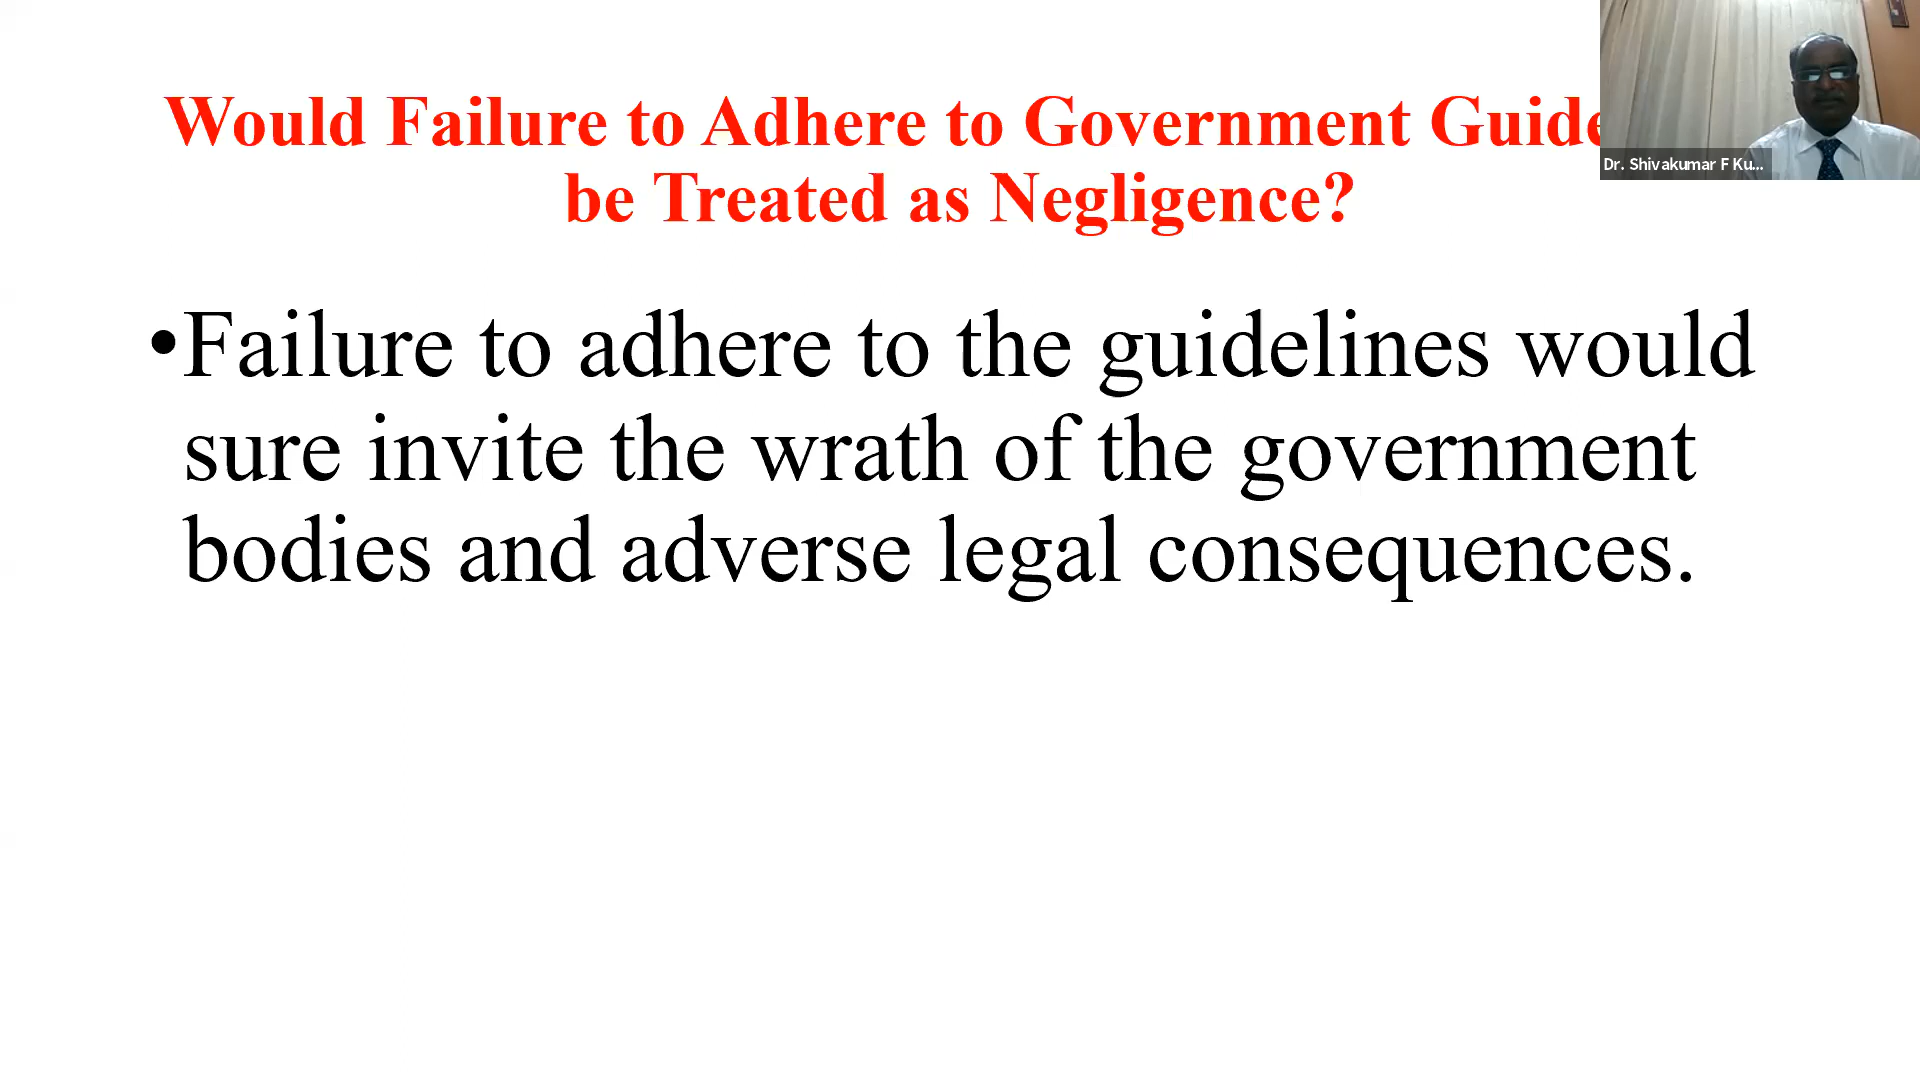 Would Failure to Adhere to Government
be Treated as Negligence?
•Failure to adhere to the guidelines would
sure invite the wrath of the government
bodies and adverse legal consequences.
Dr. Shivakumar F Ku...